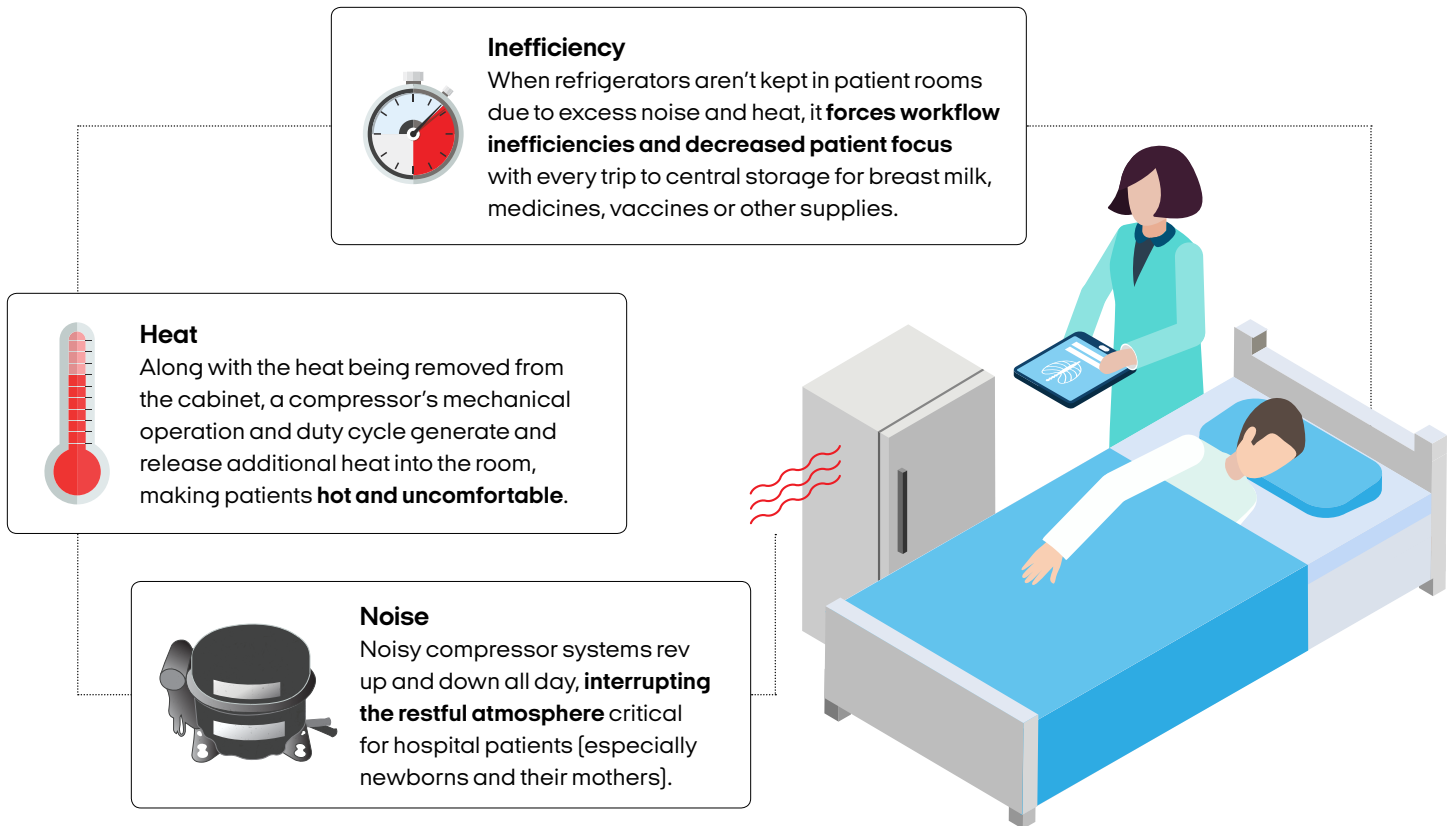 Inefficiency
When refrigerators aren’t kept in patient rooms
due to excess noise and heat, it forces workflow
inefficiencies and decreased patient focus
with every trip to central storage for breast milk,
medicines, vaccines or other supplies.
Heat
Along with the heat being removed from
the cabinet, a compressor’s mechanical
operation and duty cycle generate and
release additional heat into the room,
making patients hot and uncomfortable.
Noise
Noisy compressor systems rev
up and down all day, interrupting
the restful atmosphere critical
for hospital patients (especially
newborns and their mothers).